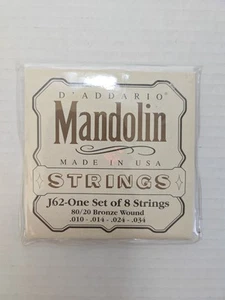 D'ADDARIO®
Mandolin
MADE IN USA
STRINGS
J62-One Set of 8 Strings
80/20 Bronze Wound
.010 - .014 - .024 - .034